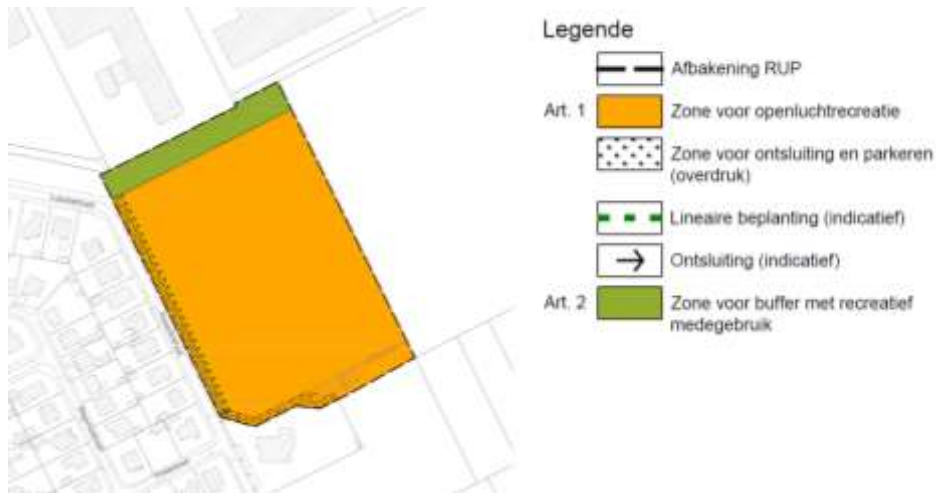 Legende
Afbakening RUP
Art. 1 Zone voor openluchtrecreatie
Zone voor ontsluiting en parkeren
(overdruk)
Lineaire beplanting (indicatief)
Ontsluiting (indicatief)
Art. 2 Zone voor buffer met recreatief
medegebruik